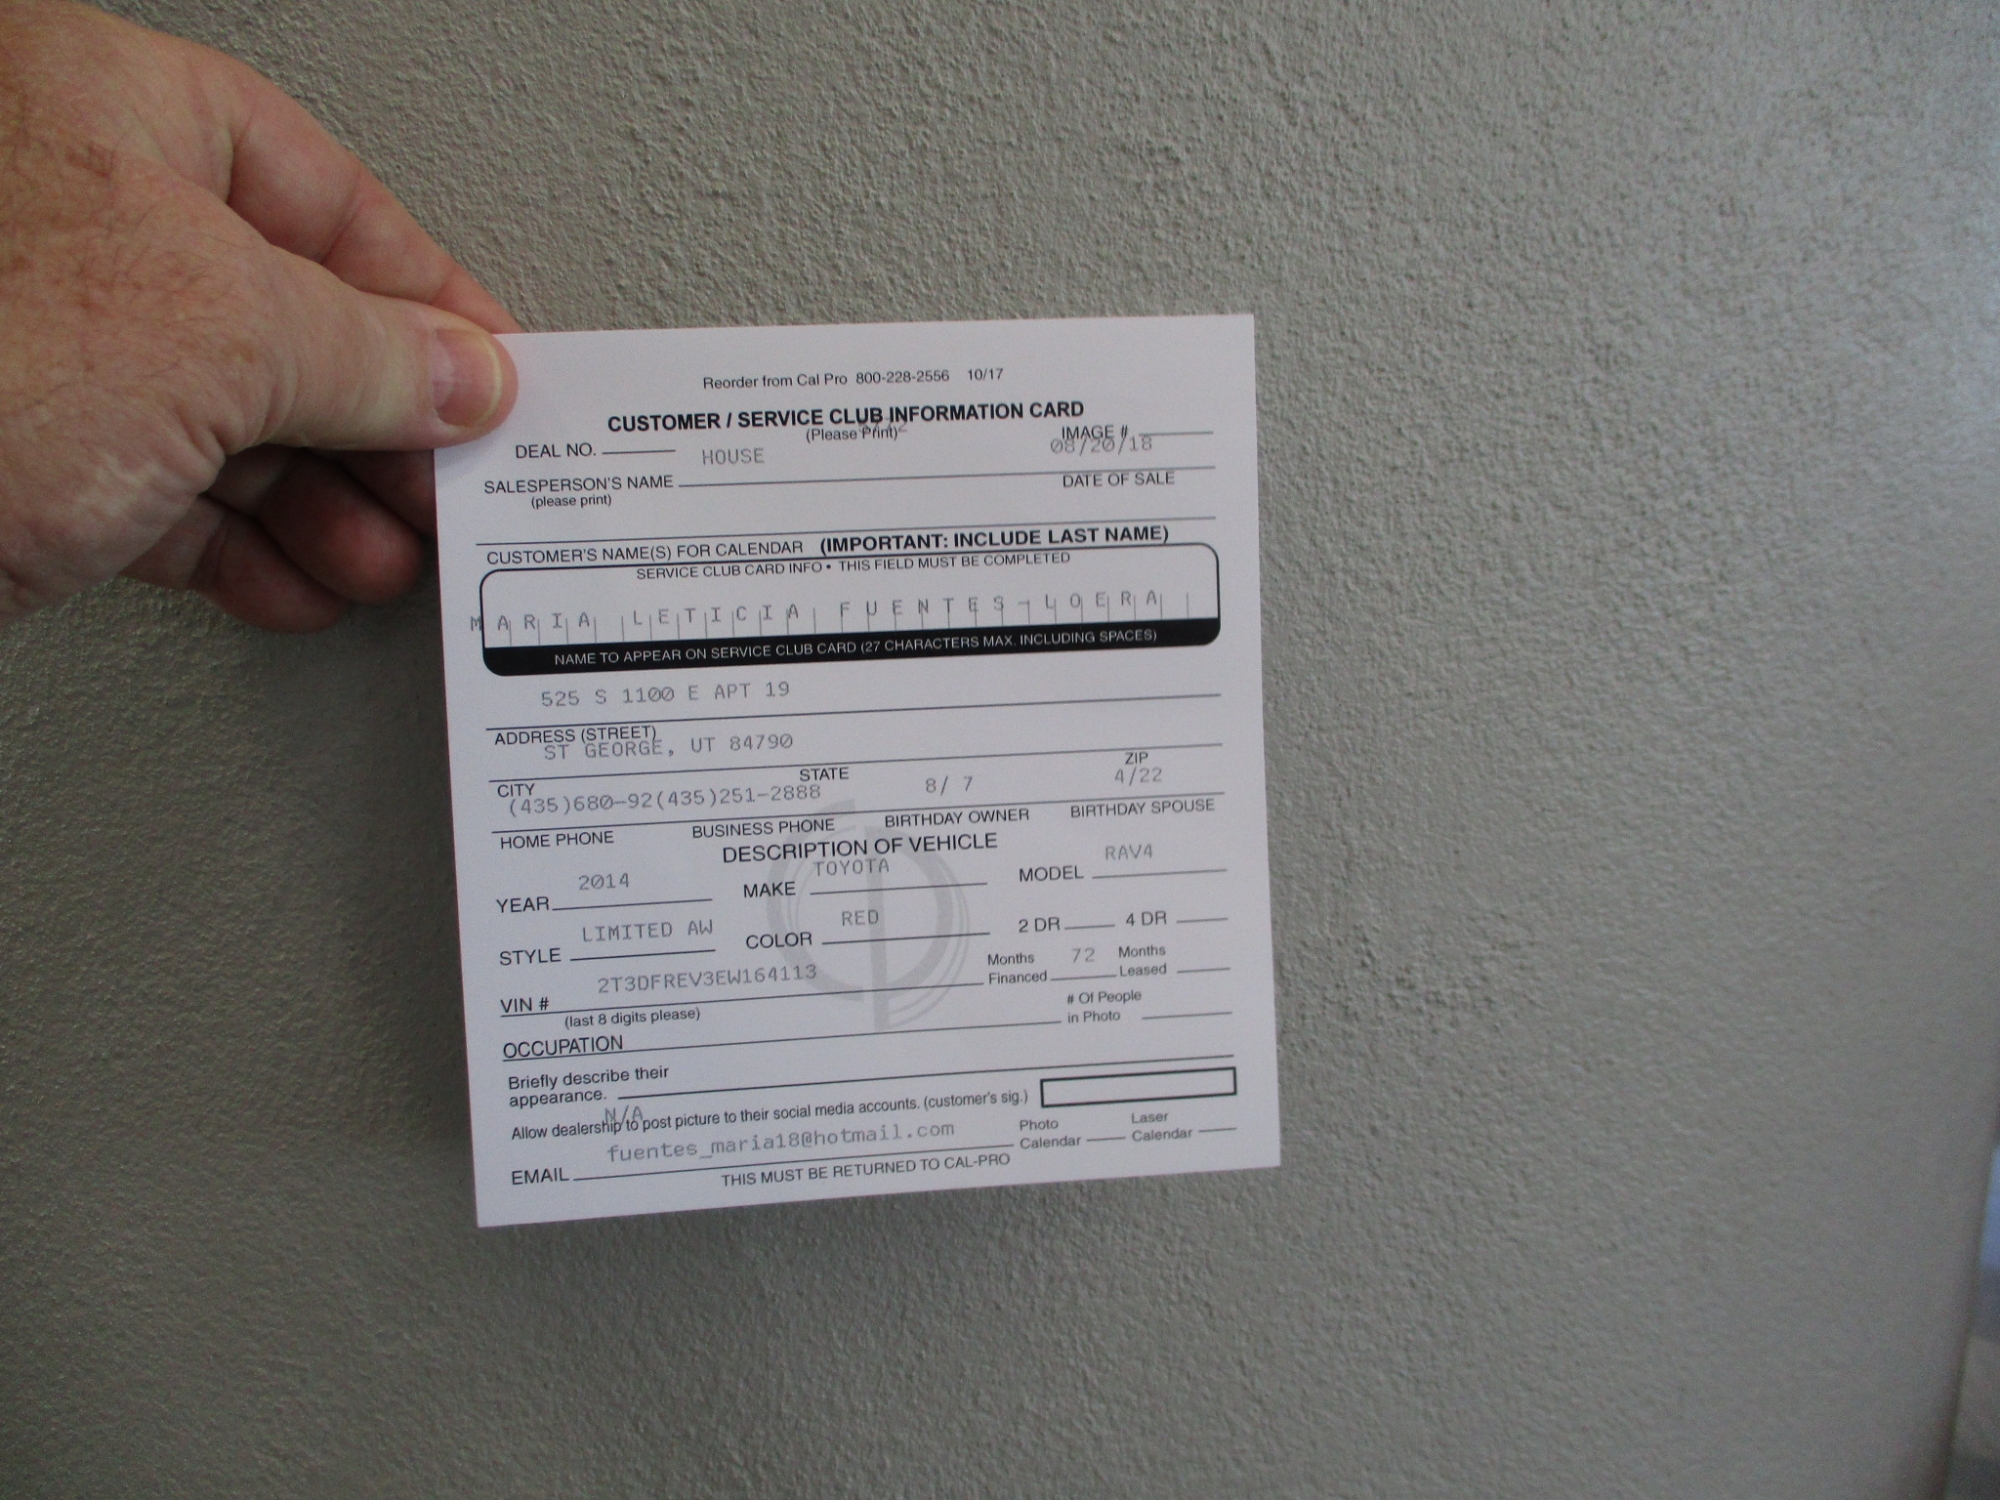 Reorder from Cal Pro 800-228-2556 10/17
CUSTOMER / SERVICE CLUB INFORMATION CARD
(Please Print)
DEAL NO. HOUSE IMAGE # 08/20/18
SALESPERSON'S NAME DATE OF SALE
(please print)
CUSTOMER'S NAME(S) FOR CALENDAR (IMPORTANT: INCLUDE LAST NAME)
SERVICE CLUB CARD INFO • THIS FIELD MUST BE COMPLETED
MARIA LETICIA FUENTES-LOERA
NAME TO APPEAR ON SERVICE CLUB CARD (27 CHARACTERS MAX. INCLUDING SPACES)
525 S 1100 E APT 19
ADDRESS (STREET)
ST GEORGE, UT 84790
CITY STATE ZIP
(435)680-92(435)251-2888 8/ 7 4/22
HOME PHONE BUSINESS PHONE BIRTHDAY OWNER BIRTHDAY SPOUSE
DESCRIPTION OF VEHICLE
YEAR 2014 MAKE TOYOTA MODEL RAV4
STYLE LIMITED AW COLOR RED 2 DR 4 DR
VIN # 2T3DFREV3EW164113 Months Financed 72 Months Leased
(last 8 digits please)
OCCUPATION # Of People in Photo
Briefly describe their
appearance.
N/A
Allow dealership to post picture to their social media accounts. (customer's sig.)
EMAIL fuentes_maria18@hotmail.com Photo Calendar Laser Calendar
THIS MUST BE RETURNED TO CAL-PRO